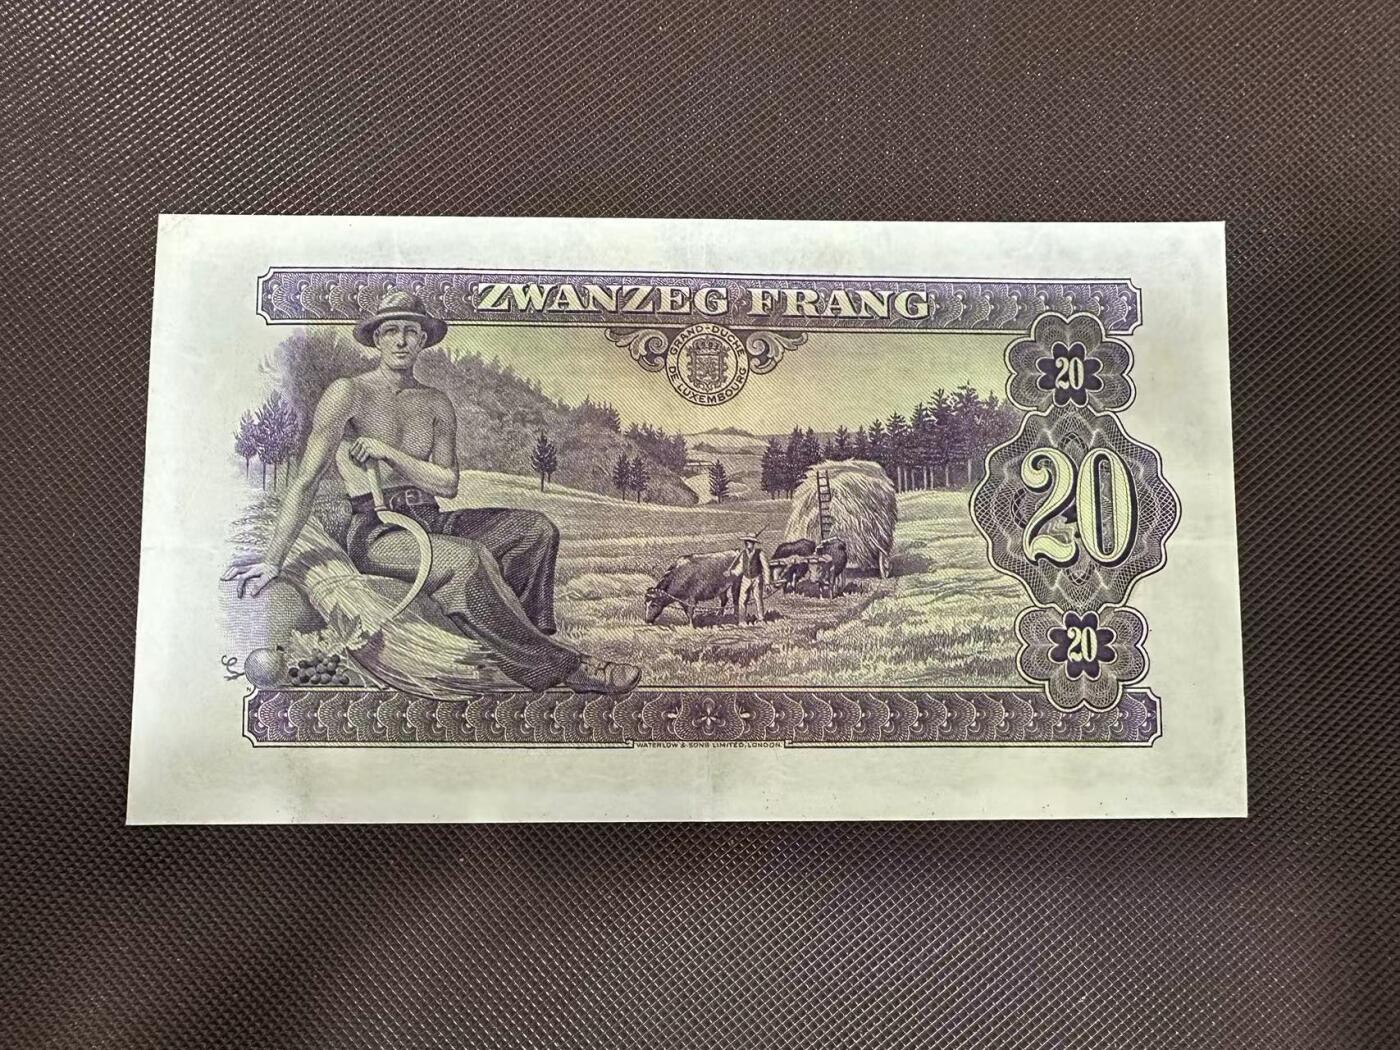 ZWANZEG FRANG
GRAND-DUCHÉ
DE LUXEMBOURG
20
20
20
WATERLOW & SONS LIMITED, LONDON.